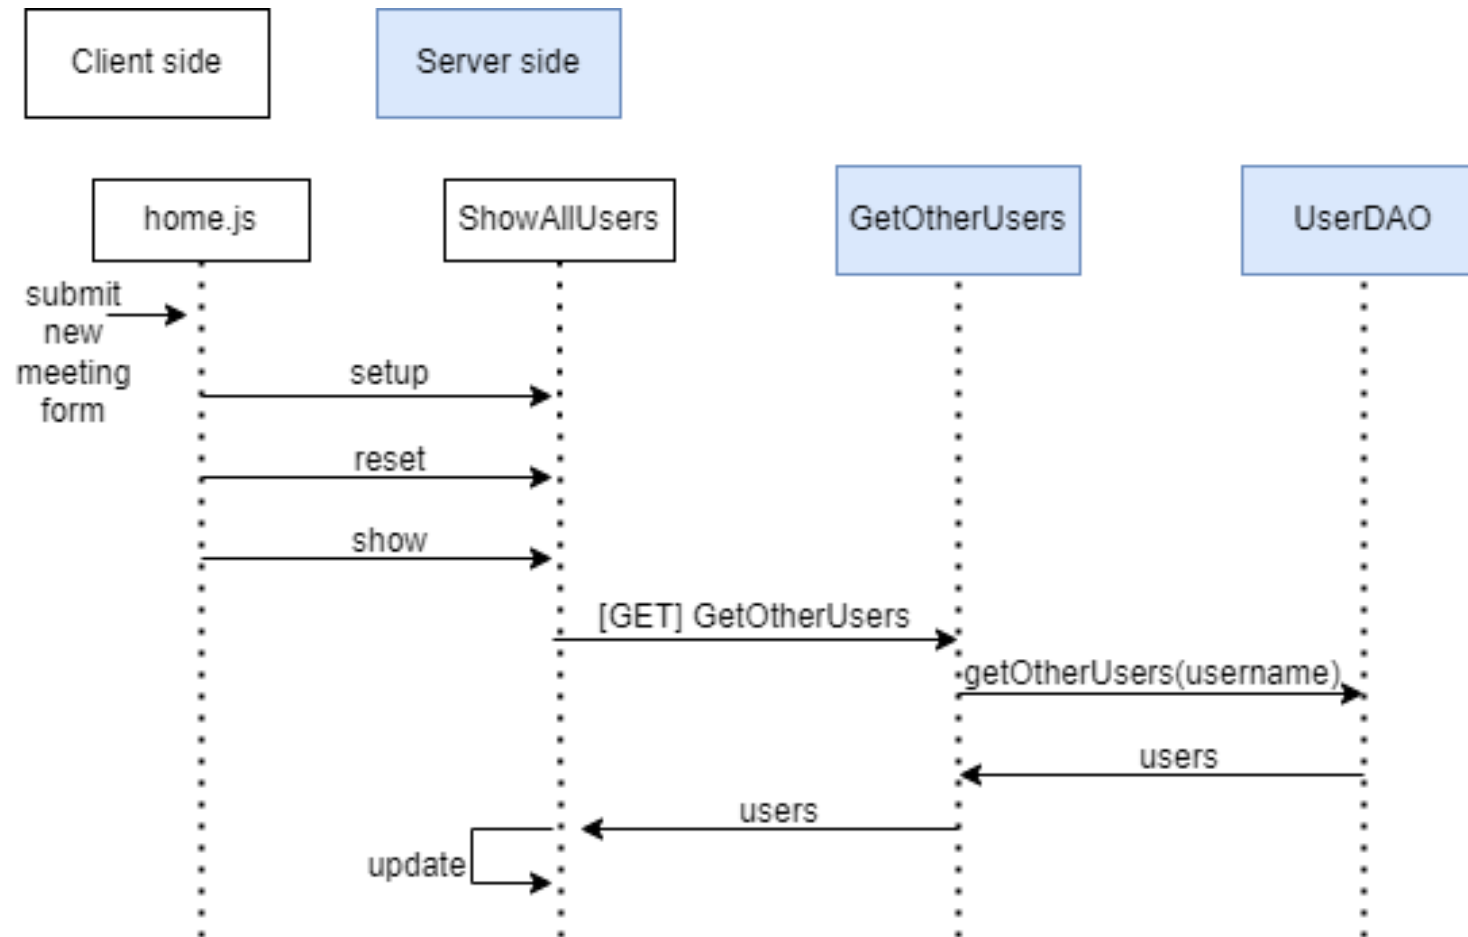 Client side
Server side
home.js
ShowAllUsers
GetOtherUsers
UserDAO
submit
new
meeting
form
setup
reset
show
[GET] GetOtherUsers
getOtherUsers(username)
users
users
update